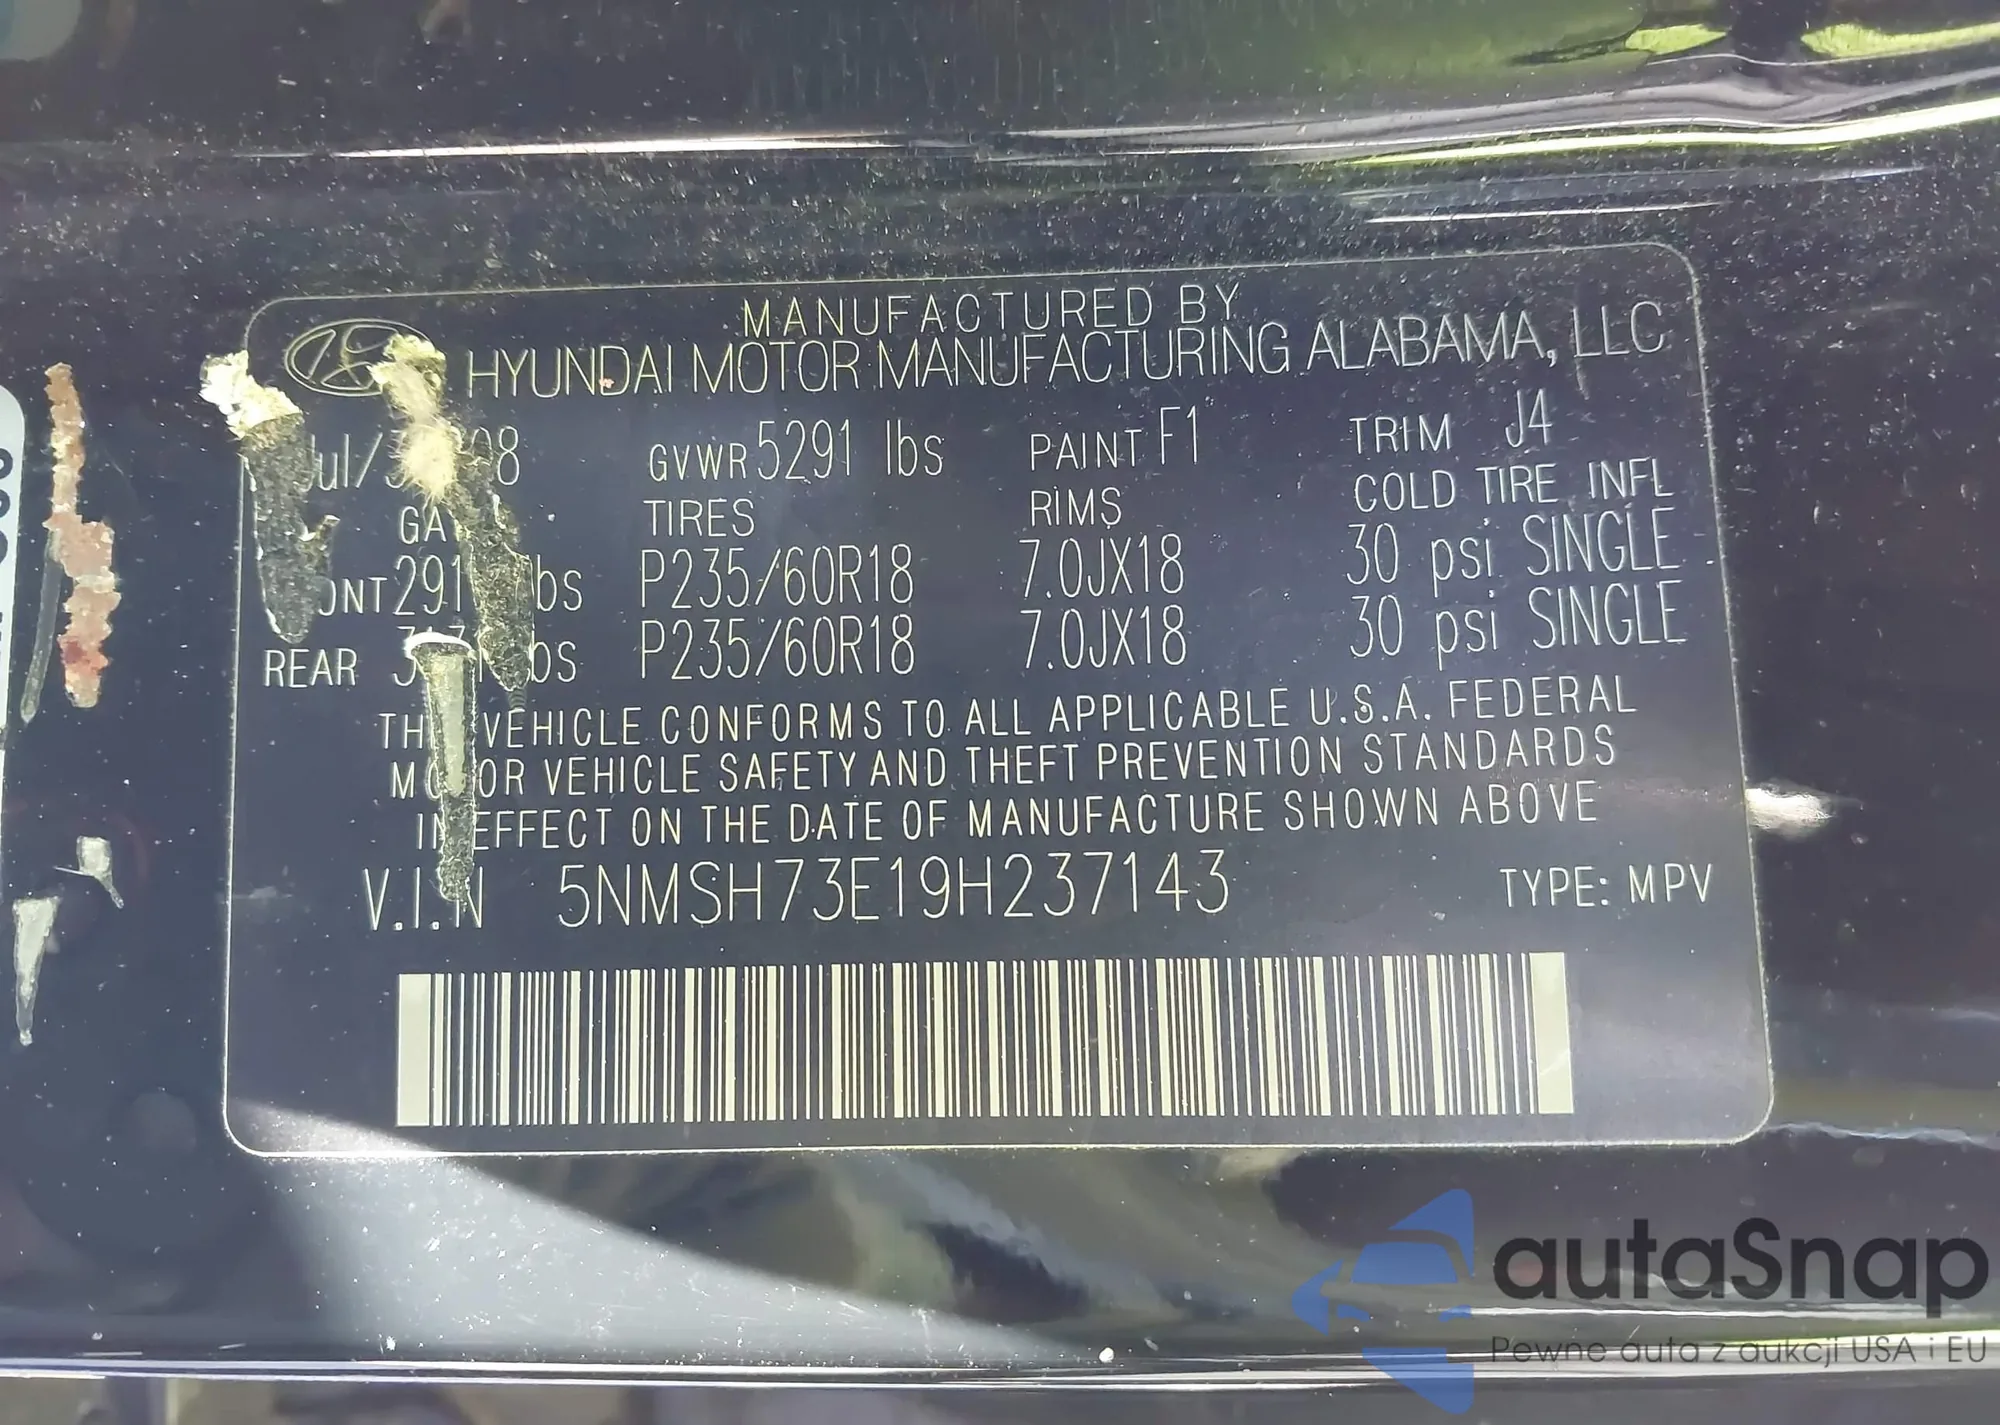 MANUFACTURED BY
HYUNDAI MOTOR MANUFACTURING ALABAMA, LLC
GVWR 5291 lbs PAINT F1 TRIM J4
TIRES RIMS COLD TIRE INFL
P235/60R18 7.0JX18 30 psi SINGLE
REAR P235/60R18 7.0JX18 30 psi SINGLE
VEHICLE CONFORMS TO ALL APPLICABLE U.S.A. FEDERAL
VEHICLE SAFETY AND THEFT PREVENTION STANDARDS
EFFECT ON THE DATE OF MANUFACTURE SHOWN ABOVE
V.I.N 5NMSH73E19H237143 TYPE: MPV
autaSnap
Pewne auta z aukcji USA i EU